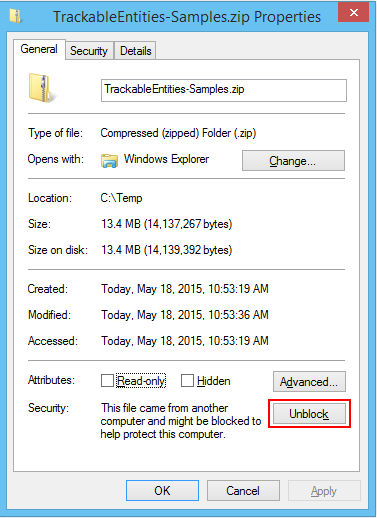 TrackableEntities-Samples.zip Properties
General Security Details
TrackableEntities-Samples.zip
Type of file: Compressed (zipped) Folder (.zip)
Opens with: Windows Explorer Change...
Location: C:\Temp
Size: 13.4 MB (14,137,267 bytes)
Size on disk: 13.4 MB (14,139,392 bytes)
Created: Today, May 18, 2015, 10:53:19 AM
Modified: Today, May 18, 2015, 10:53:36 AM
Accessed: Today, May 18, 2015, 10:53:19 AM
Attributes: Read-only Hidden Advanced...
Security: This file came from another
computer and might be blocked to
help protect this computer.
Unblock
OK Cancel Apply